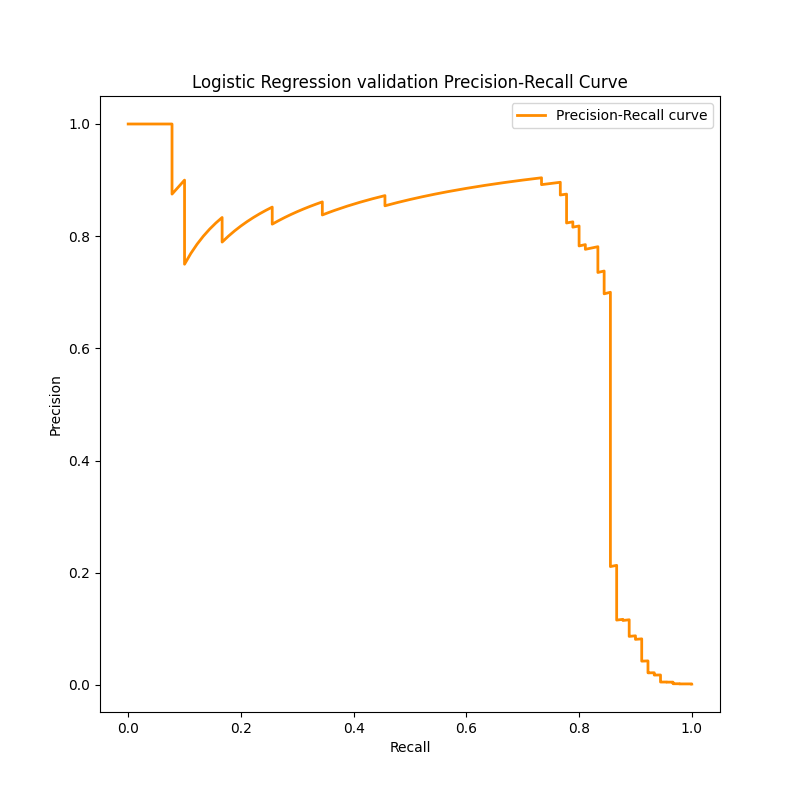 Logistic Regression validation Precision-Recall Curve
Precision-Recall curve
1.0
0.8
0.6
0.4
0.2
0.0
Precision
0.0 0.2 0.4 0.6 0.8 1.0
Recall